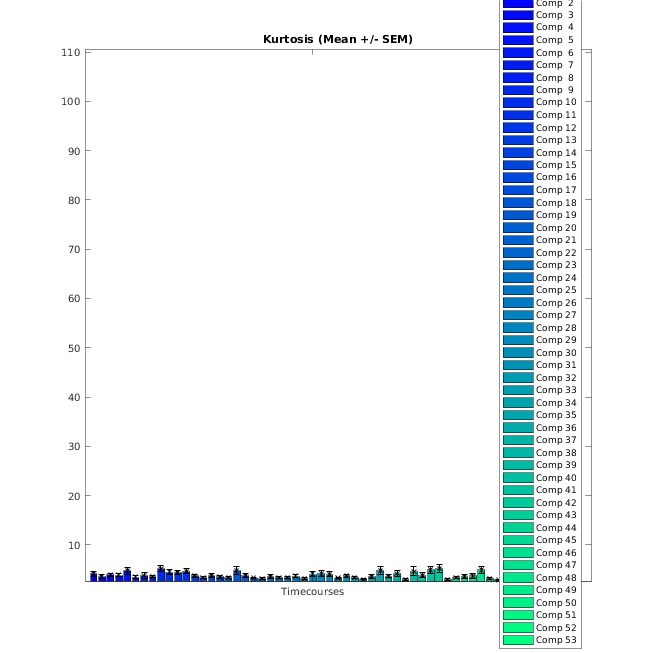 Kurtosis (Mean +/- SEM)
110
100
90
80
70
60
50
40
30
20
10
Timecourses
Comp 2
Comp 3
Comp 4
Comp 5
Comp 6
Comp 7
Comp 8
Comp 9
Comp 10
Comp 11
Comp 12
Comp 13
Comp 14
Comp 15
Comp 16
Comp 17
Comp 18
Comp 19
Comp 20
Comp 21
Comp 22
Comp 23
Comp 24
Comp 25
Comp 26
Comp 27
Comp 28
Comp 29
Comp 30
Comp 31
Comp 32
Comp 33
Comp 34
Comp 35
Comp 36
Comp 37
Comp 38
Comp 39
Comp 40
Comp 41
Comp 42
Comp 43
Comp 44
Comp 45
Comp 46
Comp 47
Comp 48
Comp 49
Comp 50
Comp 51
Comp 52
Comp 53